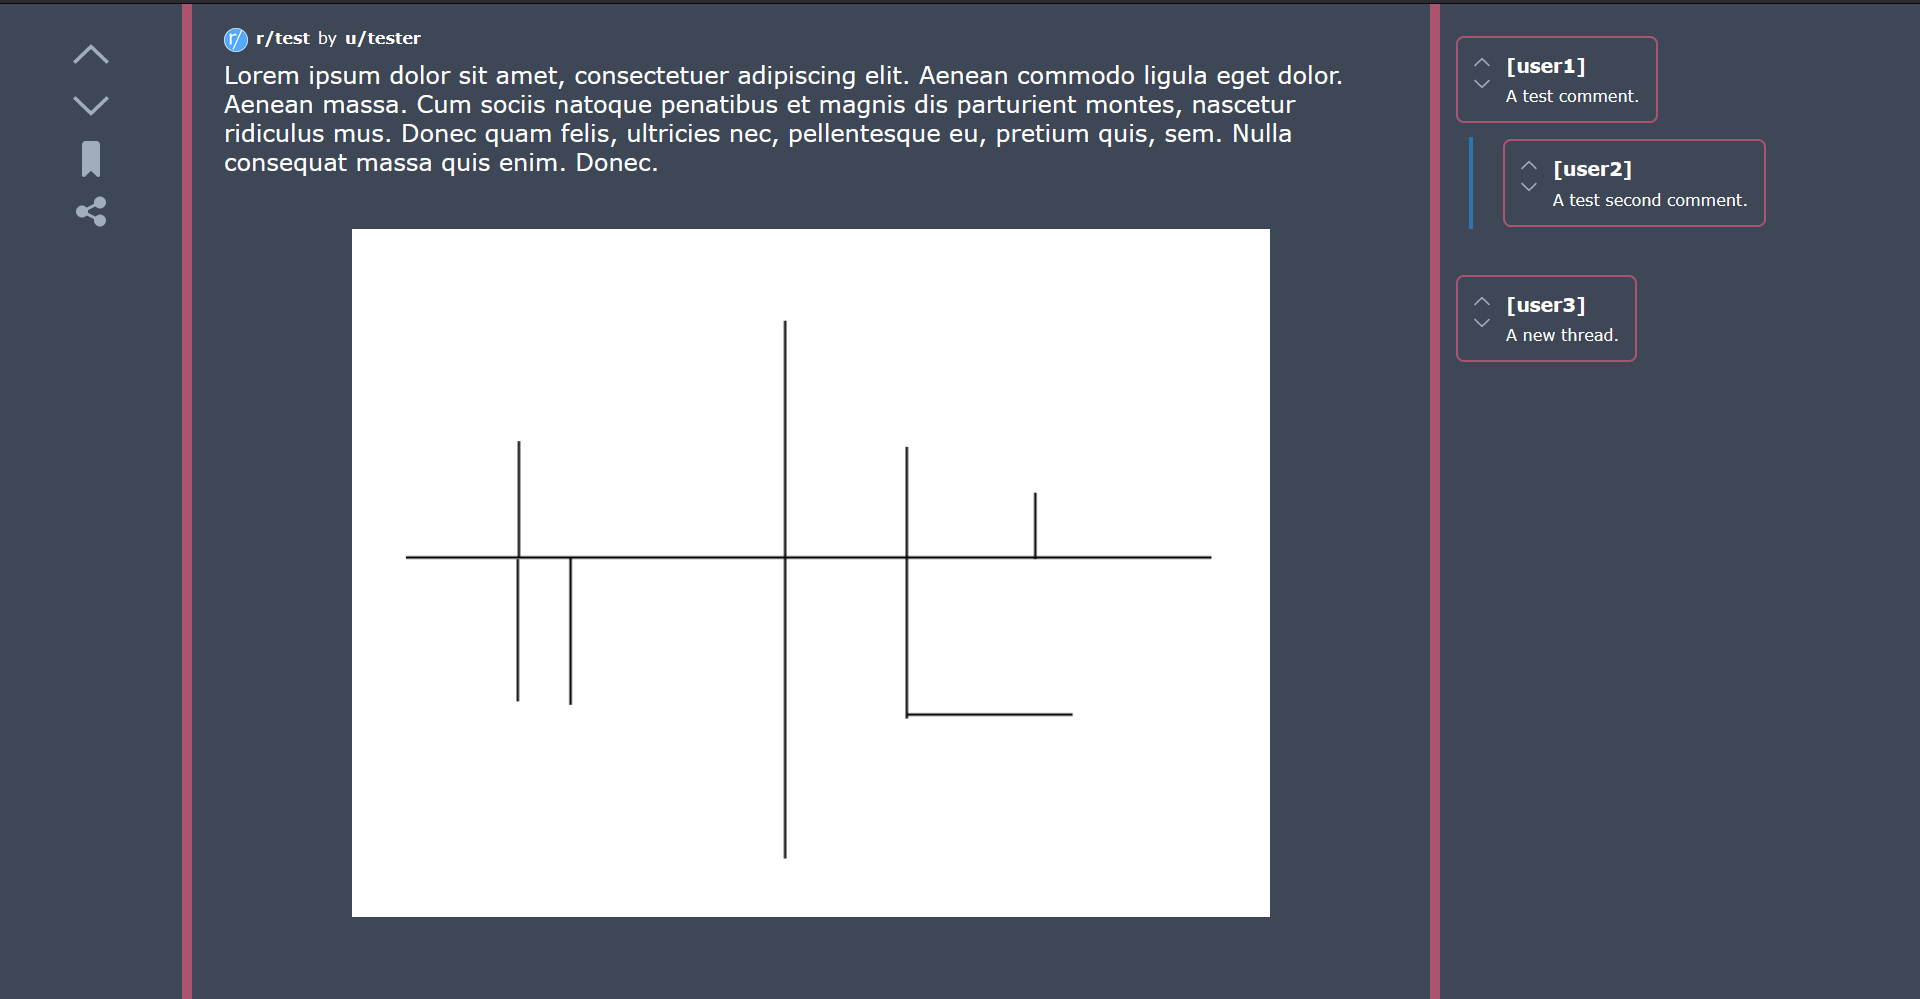 r/ r/test by u/tester
Lorem ipsum dolor sit amet, consectetuer adipiscing elit. Aenean commodo ligula eget dolor.
Aenean massa. Cum sociis natoque penatibus et magnis dis parturient montes, nascetur
ridiculus mus. Donec quam felis, ultricies nec, pellentesque eu, pretium quis, sem. Nulla
consequat massa quis enim. Donec.
[user1]
A test comment.
[user2]
A test second comment.
[user3]
A new thread.